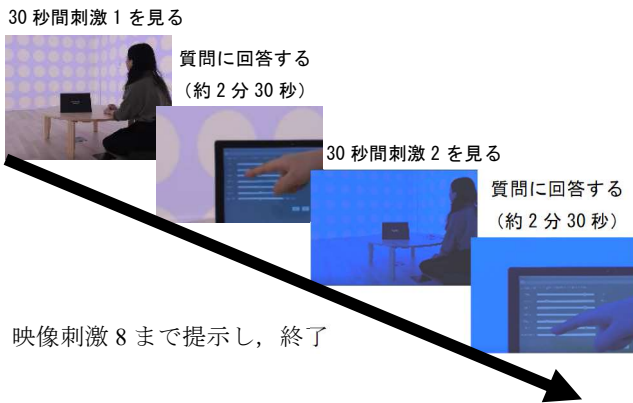 30 秒間刺激 1 を見る
質問に回答する
（約 2 分 30 秒）
30 秒間刺激 2 を見る
質問に回答する
（約 2 分 30 秒）
映像刺激 8 まで提示し，終了